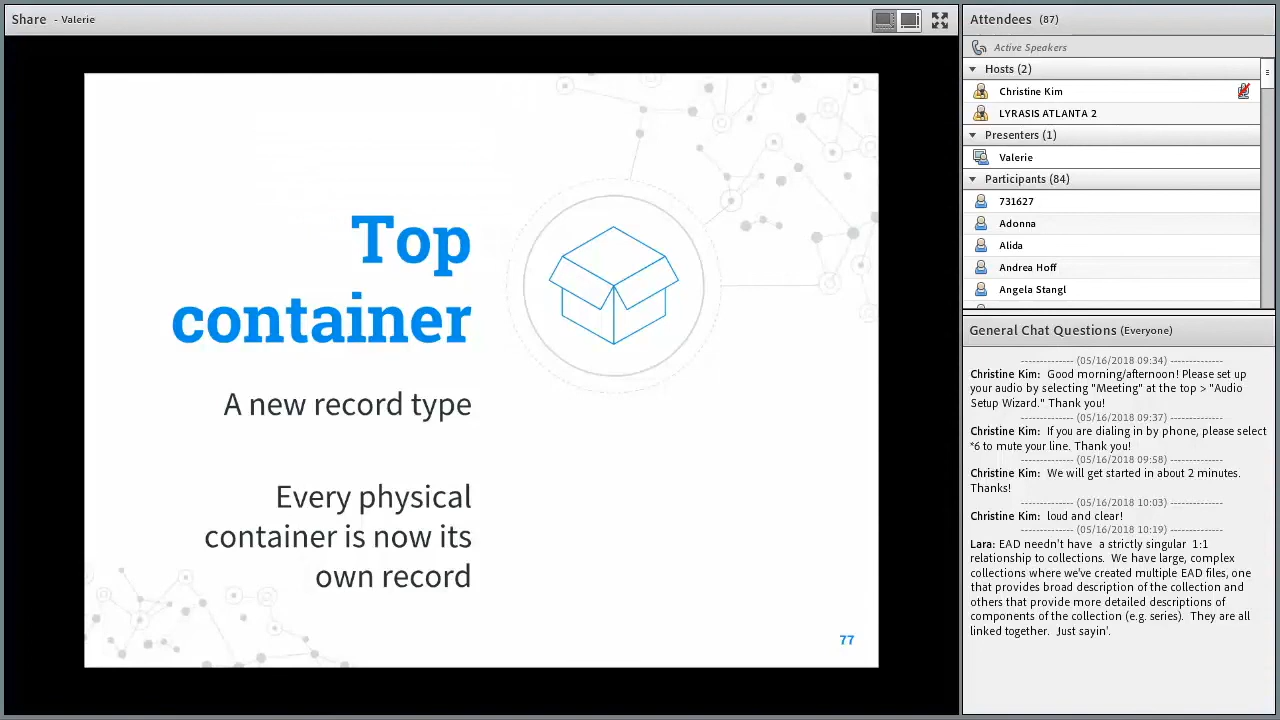 Share - Valerie
Top
container
A new record type
Every physical
container is now its
own record
77
Attendees (87)
Active Speakers
Hosts (2)
Christine Kim
LYRASIS ATLANTA 2
Presenters (1)
Valerie
Participants (84)
731627
Adonna
Alida
Andrea Hoff
Angela Stangl
General Chat Questions (Everyone)
-------------- (05/16/2018 09:34) --------------
Christine Kim: Good morning/afternoon! Please set up
your audio by selecting "Meeting" at the top > "Audio
Setup Wizard." Thank you!
-------------- (05/16/2018 09:37) --------------
Christine Kim: If you are dialing in by phone, please select
*6 to mute your line. Thank you!
-------------- (05/16/2018 09:58) --------------
Christine Kim: We will get started in about 2 minutes.
Thanks!
-------------- (05/16/2018 10:03) --------------
Christine Kim: loud and clear!
-------------- (05/16/2018 10:19) --------------
Lara: EAD needn't have a strictly singular 1:1
relationship to collections. We have large, complex
collections where we've created multiple EAD files, one
that provides broad description of the collection and
others that provide more detailed descriptions of
components of the collection (e.g. series). They are all
linked together. Just sayin'.